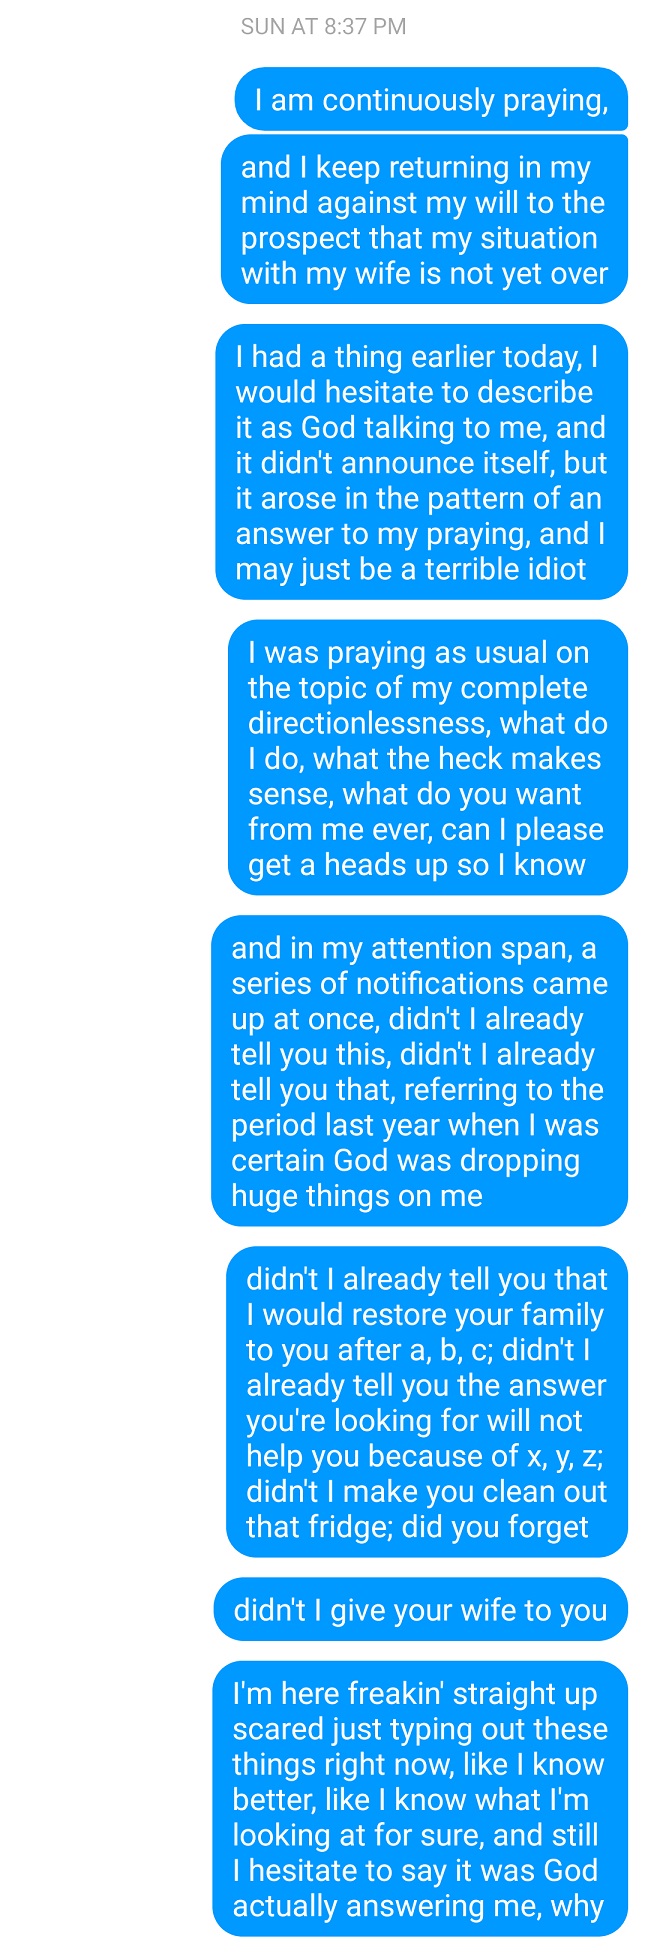 SUN AT 8:37 PM
I am continuously praying,
and I keep returning in my
mind against my will to the
prospect that my situation
with my wife is not yet over
I had a thing earlier today, I
would hesitate to describe
it as God talking to me, and
it didn't announce itself, but
it arose in the pattern of an
answer to my praying, and I
may just be a terrible idiot
I was praying as usual on
the topic of my complete
directionlessness, what do
I do, what the heck makes
sense, what do you want
from me ever, can I please
get a heads up so I know
and in my attention span, a
series of notifications came
up at once, didn't I already
tell you this, didn't I already
tell you that, referring to the
period last year when I was
certain God was dropping
huge things on me
didn't I already tell you that
I would restore your family
to you after a, b, c; didn't I
already tell you the answer
you're looking for will not
help you because of x, y, z;
didn't I make you clean out
that fridge; did you forget
didn't I give your wife to you
I'm here freakin' straight up
scared just typing out these
things right now, like I know
better, like I know what I'm
looking at for sure, and still
I hesitate to say it was God
actually answering me, why